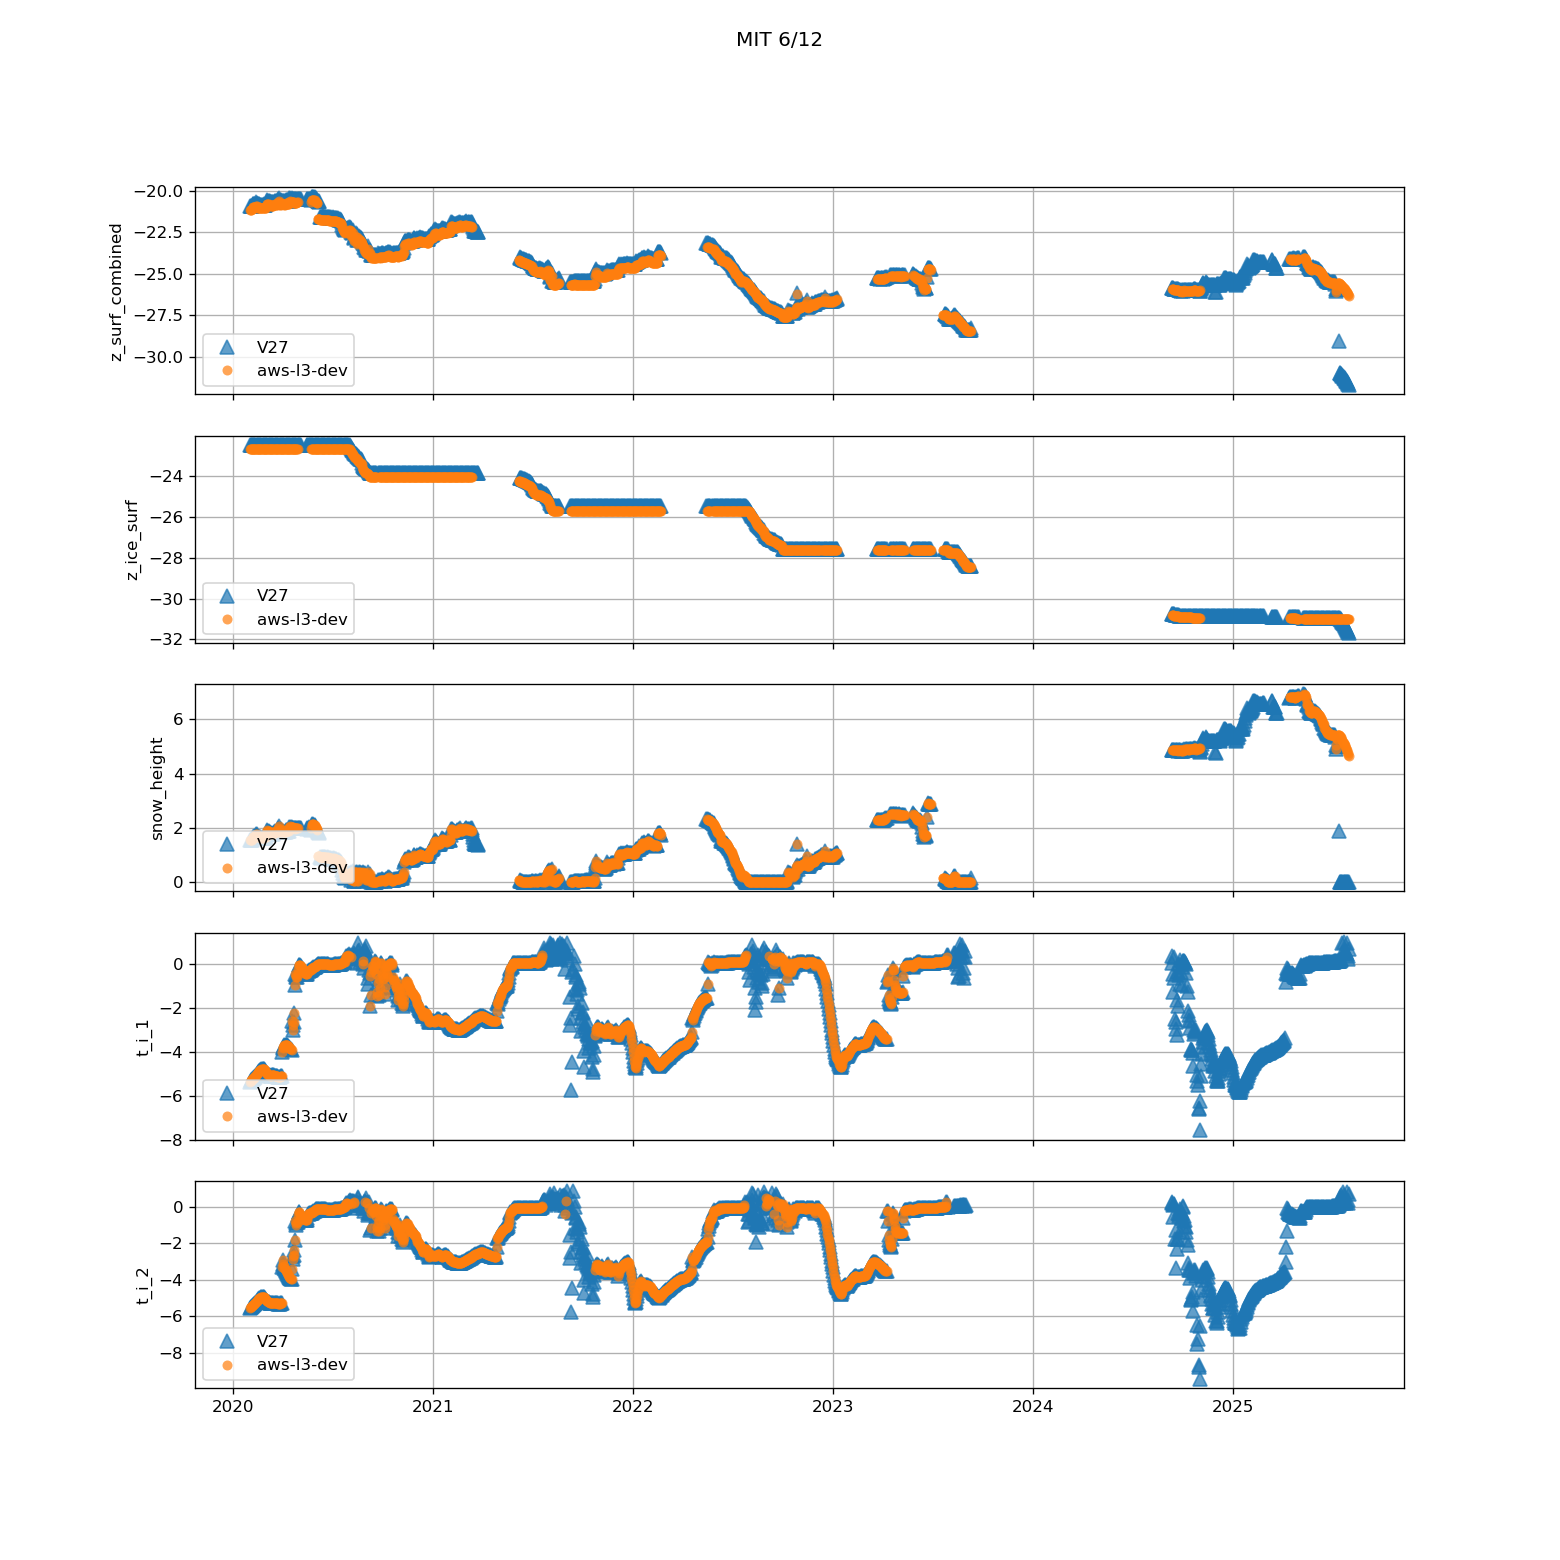 MIT 6/12
z_surf_combined
−20.0
−22.5
−25.0
−27.5
−30.0
V27
aws-l3-dev
z_ice_surf
−24
−26
−28
−30
−32
V27
aws-l3-dev
snow_height
6
4
2
0
V27
aws-l3-dev
t_i_1
0
−2
−4
−6
−8
V27
aws-l3-dev
t_i_2
0
−2
−4
−6
−8
V27
aws-l3-dev
2020 2021 2022 2023 2024 2025